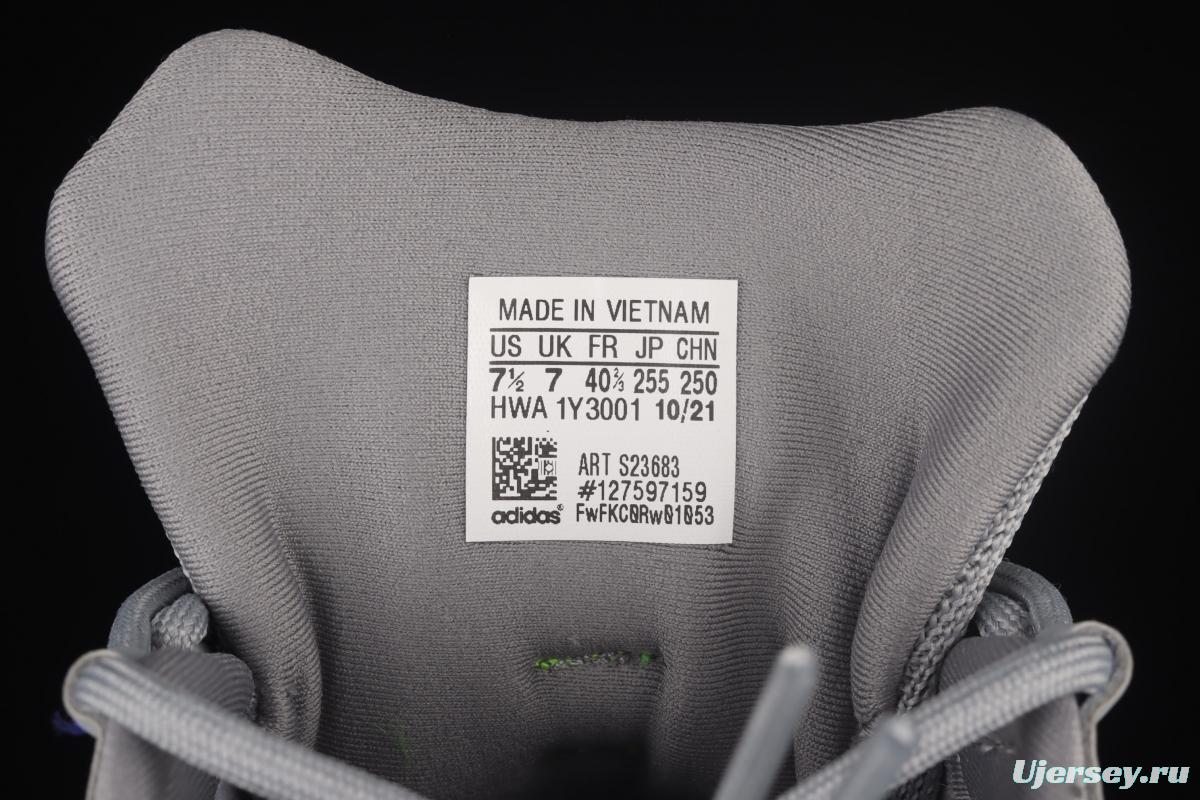 MADE IN VIETNAM
US UK FR JP CHN
7½ 7 40⅔ 255 250
HWA 1Y3001 10/21
ART S23683
#127597159
adidas® FwFKC0Rw01053
Ujersey.ru